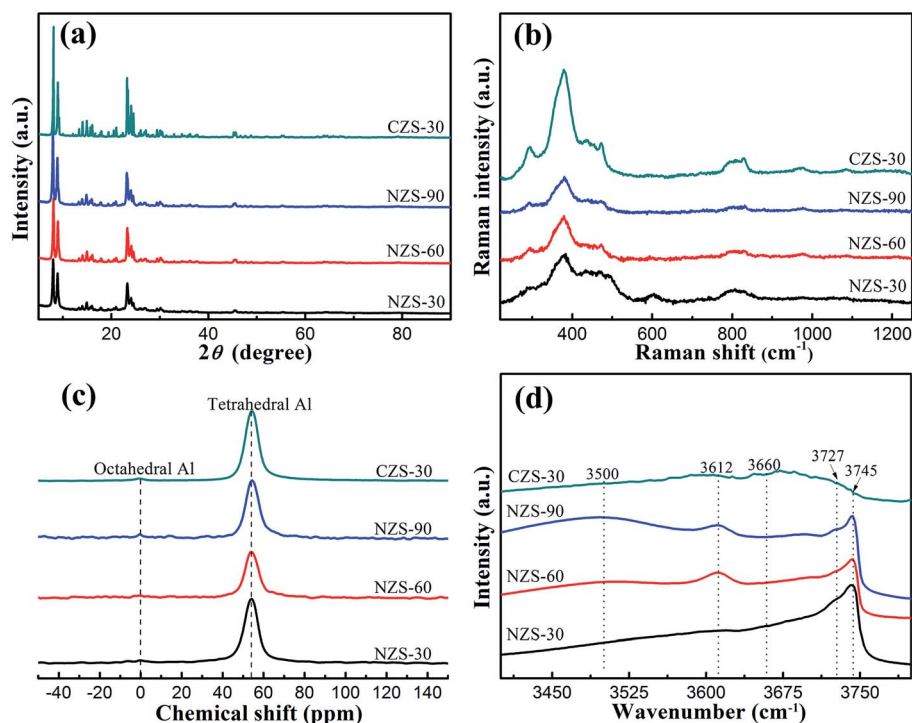 (a)
Intensity (a.u.)
CZS-30
NZS-90
NZS-60
NZS-30
20 40 60 80
2θ (degree)
(b)
Raman intensity (a.u.)
CZS-30
NZS-90
NZS-60
NZS-30
400 600 800 1000 1200
Raman shift (cm-1)
(c)
Tetrahedral Al
Octahedral Al
CZS-30
NZS-90
NZS-60
NZS-30
-40 -20 0 20 40 60 80 100 120 140
Chemical shift (ppm)
(d)
Intensity (a.u.)
3500 3612 3660 3727 3745
CZS-30
NZS-90
NZS-60
NZS-30
3450 3525 3600 3675 3750
Wavenumber (cm-1)